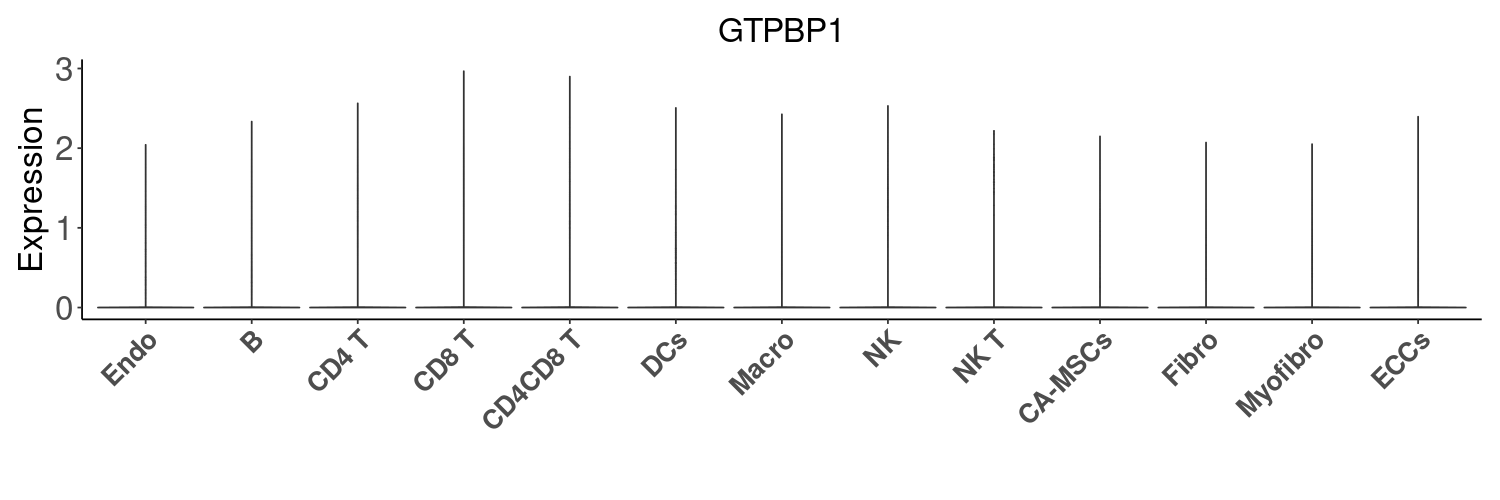 GTPBP1
Expression
3
2
1
0
Endo
B
CD4 T
CD8 T
CD4CD8 T
DCs
Macro
NK
NK T
CA-MSCs
Fibro
Myofibro
ECCs